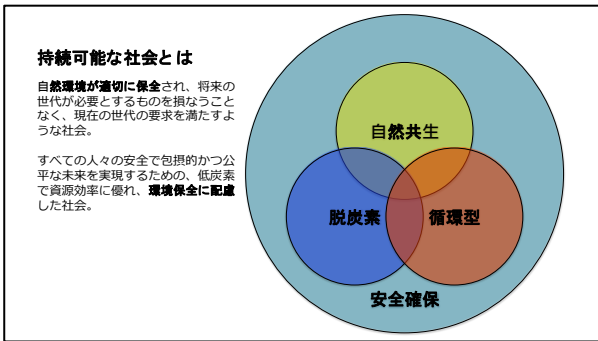 持続可能な社会とは
自然環境が適切に保全され、将来の
世代が必要とするものを損なうこと
なく、現在の世代の要求を満たすよ
うな社会。
すべての人々の安全で包摂的かつ公
平な未来を実現するための、低炭素
で資源効率に優れ、環境保全に配慮
した社会。
自然共生
脱炭素
循環型
安全確保